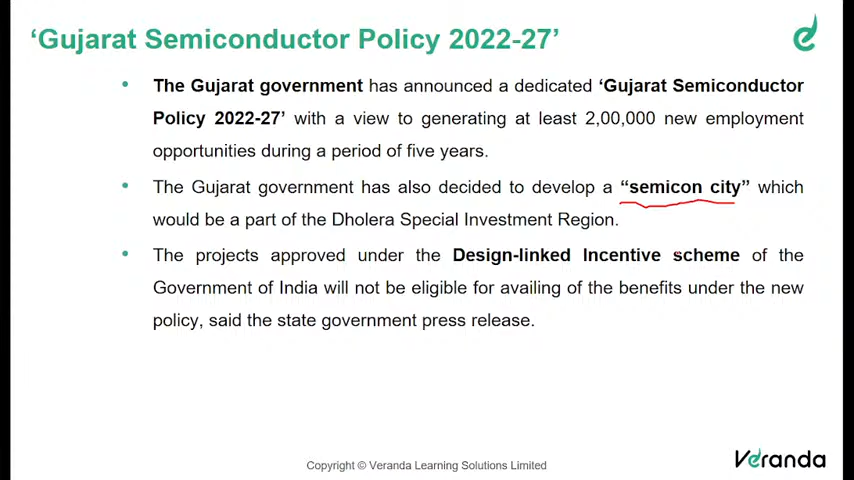 ‘Gujarat Semiconductor Policy 2022-27’
• The Gujarat government has announced a dedicated ‘Gujarat Semiconductor
Policy 2022-27’ with a view to generating at least 2,00,000 new employment
opportunities during a period of five years.
• The Gujarat government has also decided to develop a “semicon city” which
would be a part of the Dholera Special Investment Region.
• The projects approved under the Design-linked Incentive scheme of the
Government of India will not be eligible for availing of the benefits under the new
policy, said the state government press release.
Copyright © Veranda Learning Solutions Limited
Veranda